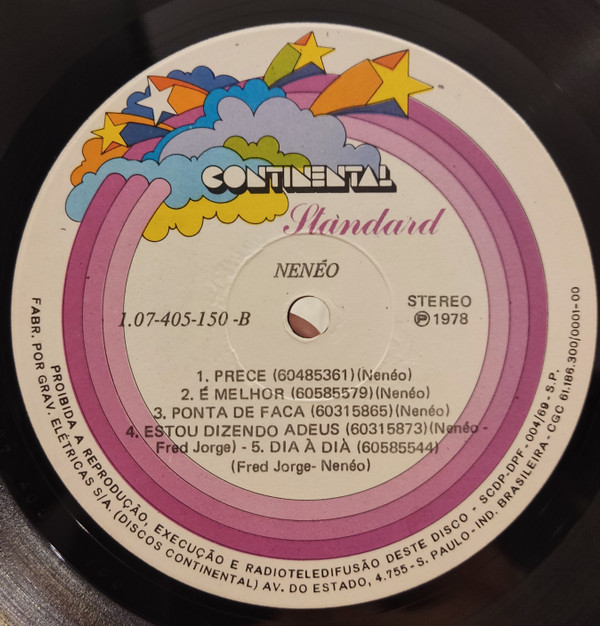 CONTINENTAL
Standard
NENÉO
1.07-405-150 -B
STEREO
Ⓟ 1978
1. PRECE (60485361)(Nenéo)
2. É MELHOR (60585579)(Nenéo)
3. PONTA DE FACA (60315865)(Nenéo)
4. ESTOU DIZENDO ADEUS (60315873)(Nenéo -
Fred Jorge) - 5. DIA À DIÀ (60585544)
(Fred Jorge- Nenéo)
PROIBIDA A REPRODUÇÃO, EXECUÇÃO E RADIOTELEDIFUSÃO DESTE DISCO - SCDP-DPF - 004/69 - S.P.
FABR. POR GRAV. ELÉTRICAS S/A. (DISCOS CONTINENTAL) AV. DO ESTADO, 4.755 - S. PAULO - IND. BRASILEIRA - CGC 61.186.300/0001-00